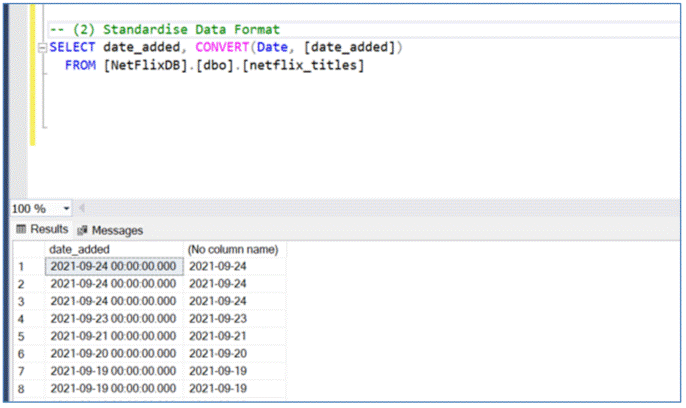 -- (2) Standardise Data Format
SELECT date_added, CONVERT(Date, [date_added])
FROM [NetFlixDB].[dbo].[netflix_titles]
100 %
Results Messages
date_added (No column name)
1 2021-09-24 00:00:00.000 2021-09-24
2 2021-09-24 00:00:00.000 2021-09-24
3 2021-09-24 00:00:00.000 2021-09-24
4 2021-09-23 00:00:00.000 2021-09-23
5 2021-09-21 00:00:00.000 2021-09-21
6 2021-09-20 00:00:00.000 2021-09-20
7 2021-09-19 00:00:00.000 2021-09-19
8 2021-09-19 00:00:00.000 2021-09-19